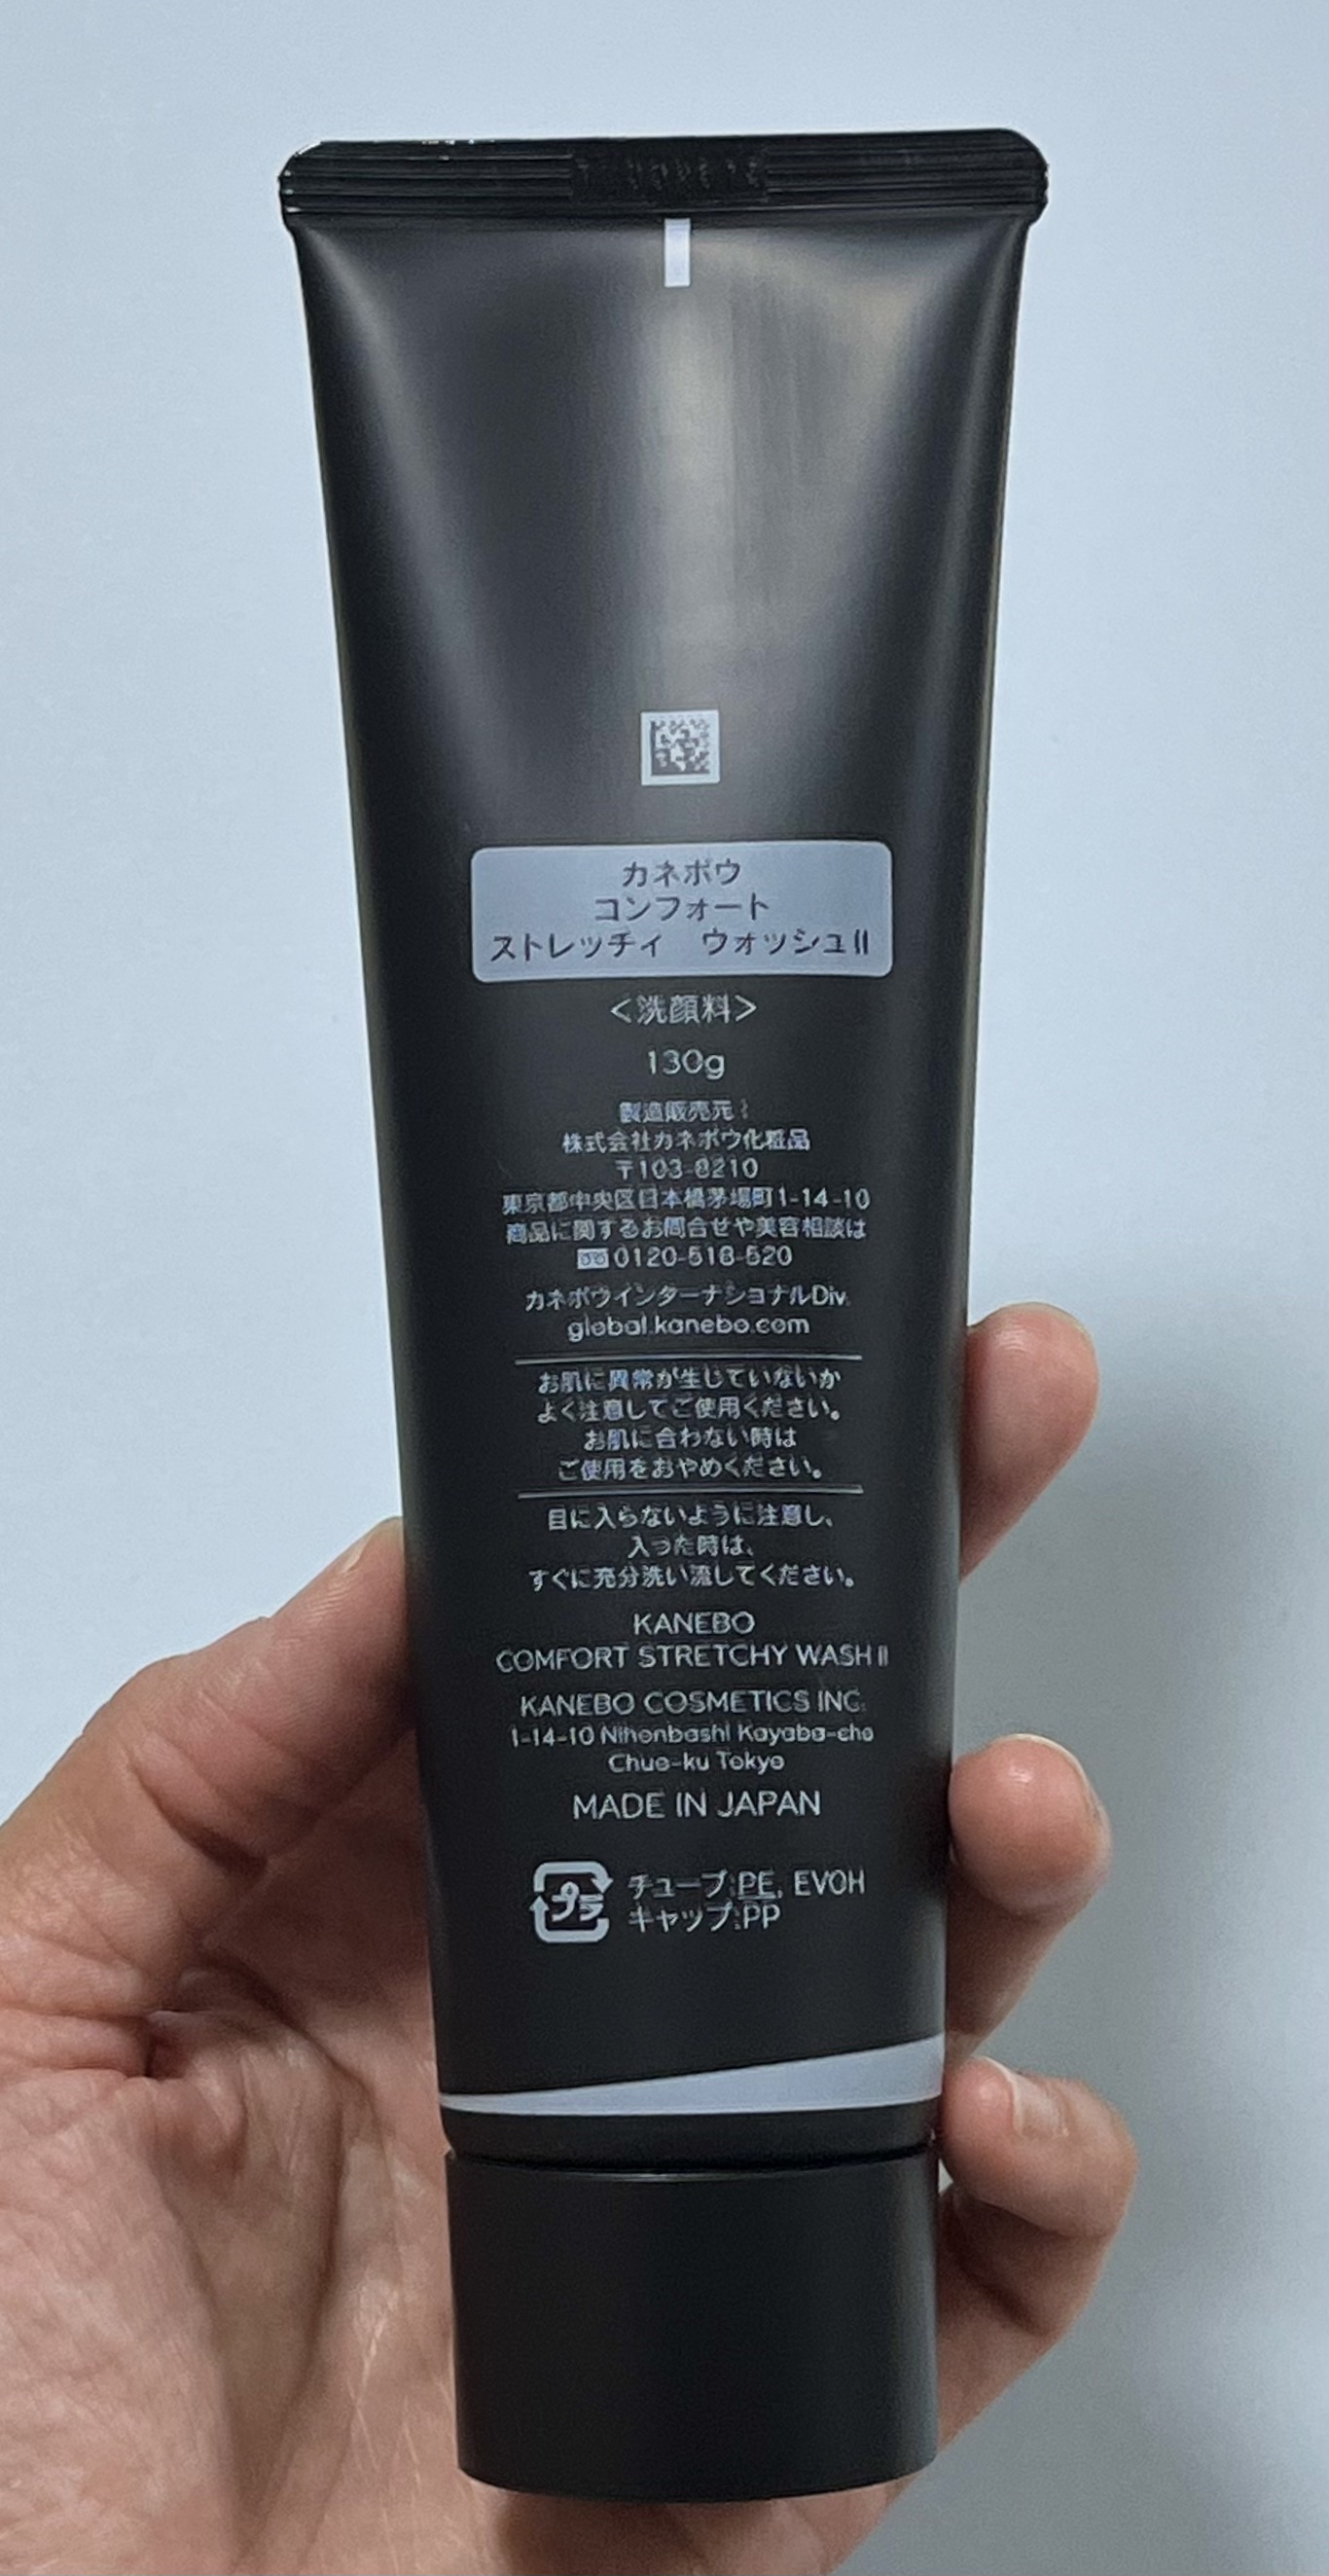 カネボウ
コンフォート
ストレッチィ　ウォッシュII
＜洗顔料＞
130g
製造販売元：
株式会社カネボウ化粧品
〒103-8210
東京都中央区日本橋茅場町1-14-10
商品に関するお問合せや美容相談は
0120-518-520
カネボウインターナショナルDiv.
global.kanebo.com
お肌に異常が生じていないか
よく注意してご使用ください。
お肌に合わない時は
ご使用をおやめください。
目に入らないように注意し、
入った時は、
すぐに充分洗い流してください。
KANEBO
COMFORT STRETCHY WASH II
KANEBO COSMETICS INC.
1-14-10 Nihonbashi Kayaba-cho
Chuo-ku Tokyo
MADE IN JAPAN
プラ チューブ:PE, EVOH
キャップ:PP